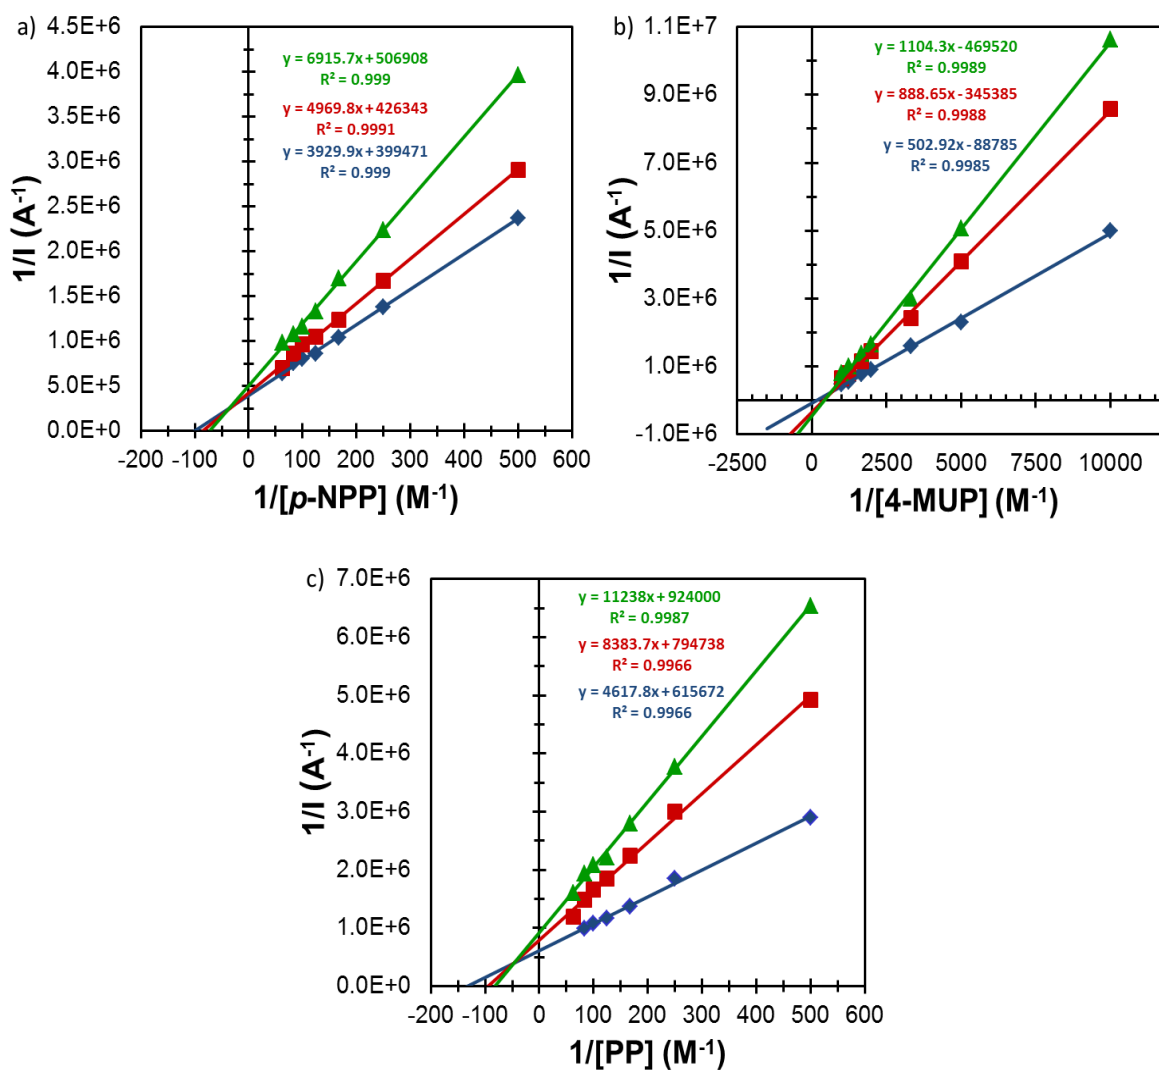 a)
4.5E+6
4.0E+6
3.5E+6
3.0E+6
2.5E+6
2.0E+6
1.5E+6
1.0E+6
5.0E+5
0.0E+0
1/I (A⁻¹)
y = 6915.7x + 506908
R² = 0.999
y = 4969.8x + 426343
R² = 0.9991
y = 3929.9x + 399471
R² = 0.999
-200 -100 0 100 200 300 400 500 600
1/[p-NPP] (M⁻¹)
b)
1.1E+7
9.0E+6
7.0E+6
5.0E+6
3.0E+6
1.0E+6
-1.0E+6
1/I (A⁻¹)
y = 1104.3x - 469520
R² = 0.9989
y = 888.65x - 345385
R² = 0.9988
y = 502.92x - 88785
R² = 0.9985
-2500 0 2500 5000 7500 10000
1/[4-MUP] (M⁻¹)
c)
7.0E+6
6.0E+6
5.0E+6
4.0E+6
3.0E+6
2.0E+6
1.0E+6
0.0E+0
1/I (A⁻¹)
y = 11238x + 924000
R² = 0.9987
y = 8383.7x + 794738
R² = 0.9966
y = 4617.8x + 615672
R² = 0.9966
-200 -100 0 100 200 300 400 500 600
1/[PP] (M⁻¹)